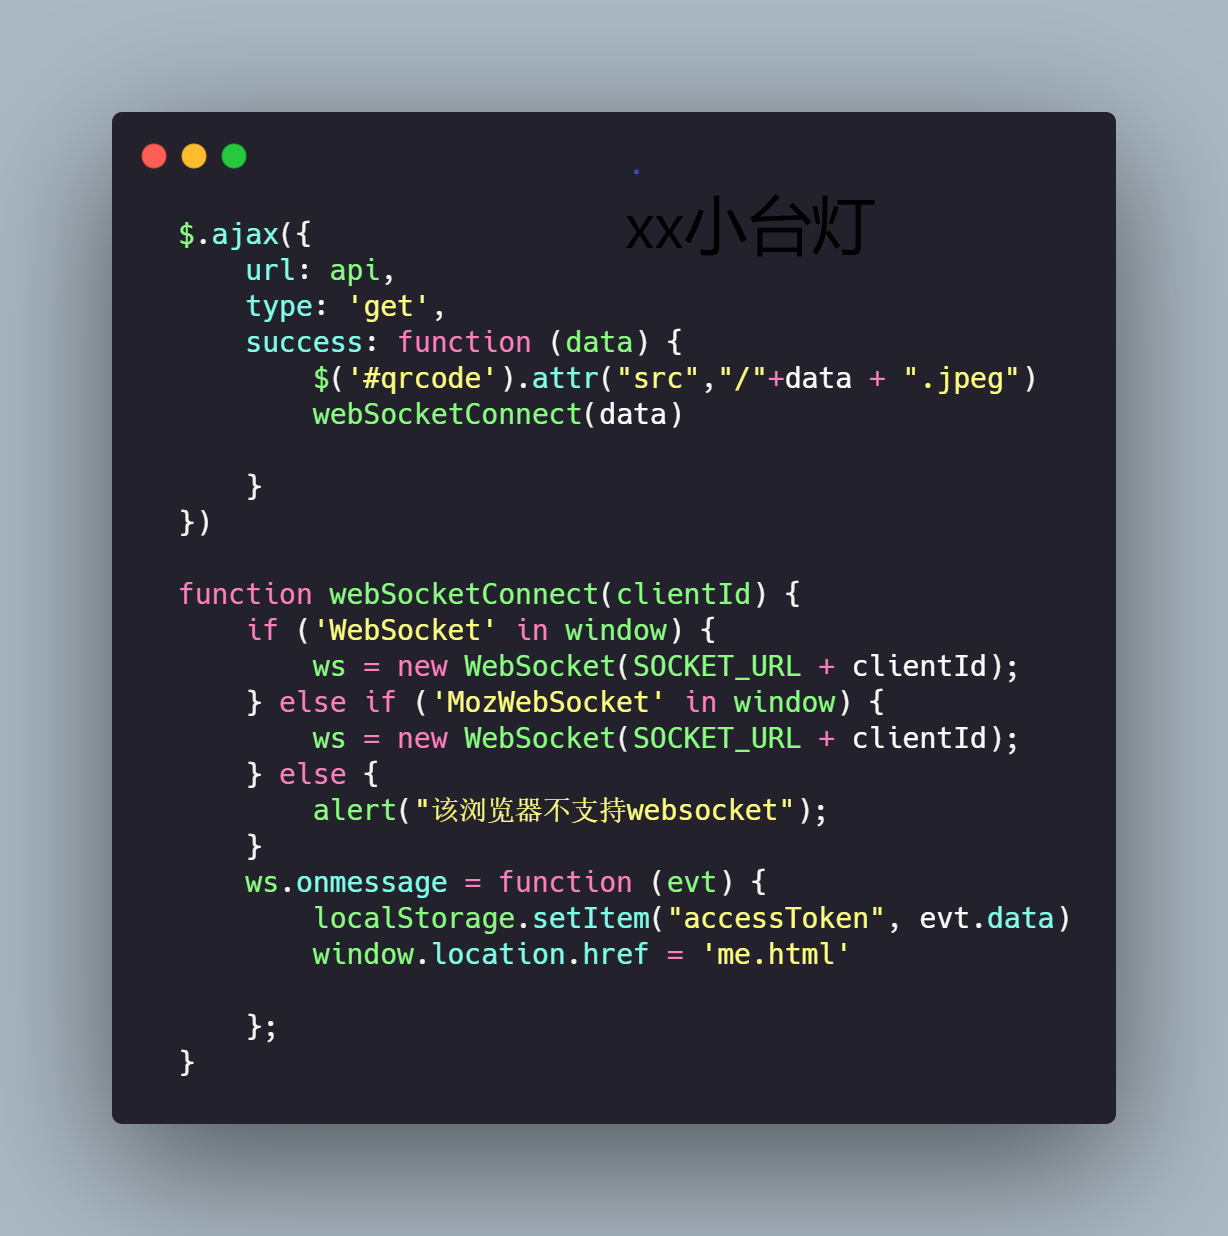 xx小台灯
$.ajax({
    url: api,
    type: 'get',
    success: function (data) {
        $('#qrcode').attr("src","/"+data + ".jpeg")
        webSocketConnect(data)
    }
})
function webSocketConnect(clientId) {
    if ('WebSocket' in window) {
        ws = new WebSocket(SOCKET_URL + clientId);
    } else if ('MozWebSocket' in window) {
        ws = new WebSocket(SOCKET_URL + clientId);
    } else {
        alert("该浏览器不支持websocket");
    }
    ws.onmessage = function (evt) {
        localStorage.setItem("accessToken", evt.data)
        window.location.href = 'me.html'
    };
}